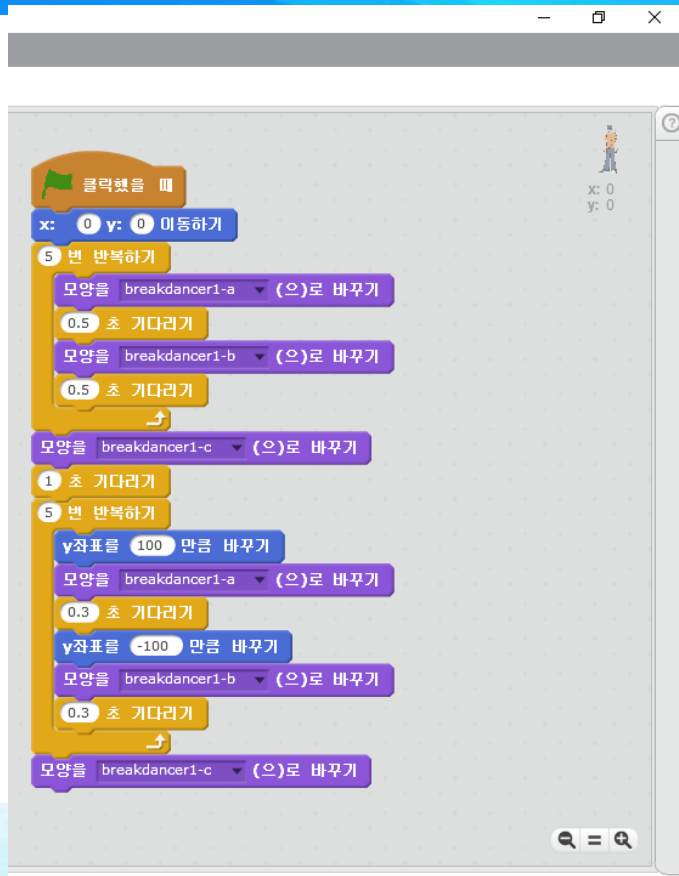 x: 0
y: 0
클릭했을 때
x: 0 y: 0 이동하기
5 번 반복하기
모양을 breakdancer1-a (으)로 바꾸기
0.5 초 기다리기
모양을 breakdancer1-b (으)로 바꾸기
0.5 초 기다리기
모양을 breakdancer1-c (으)로 바꾸기
1 초 기다리기
5 번 반복하기
y좌표를 100 만큼 바꾸기
모양을 breakdancer1-a (으)로 바꾸기
0.3 초 기다리기
y좌표를 -100 만큼 바꾸기
모양을 breakdancer1-b (으)로 바꾸기
0.3 초 기다리기
모양을 breakdancer1-c (으)로 바꾸기